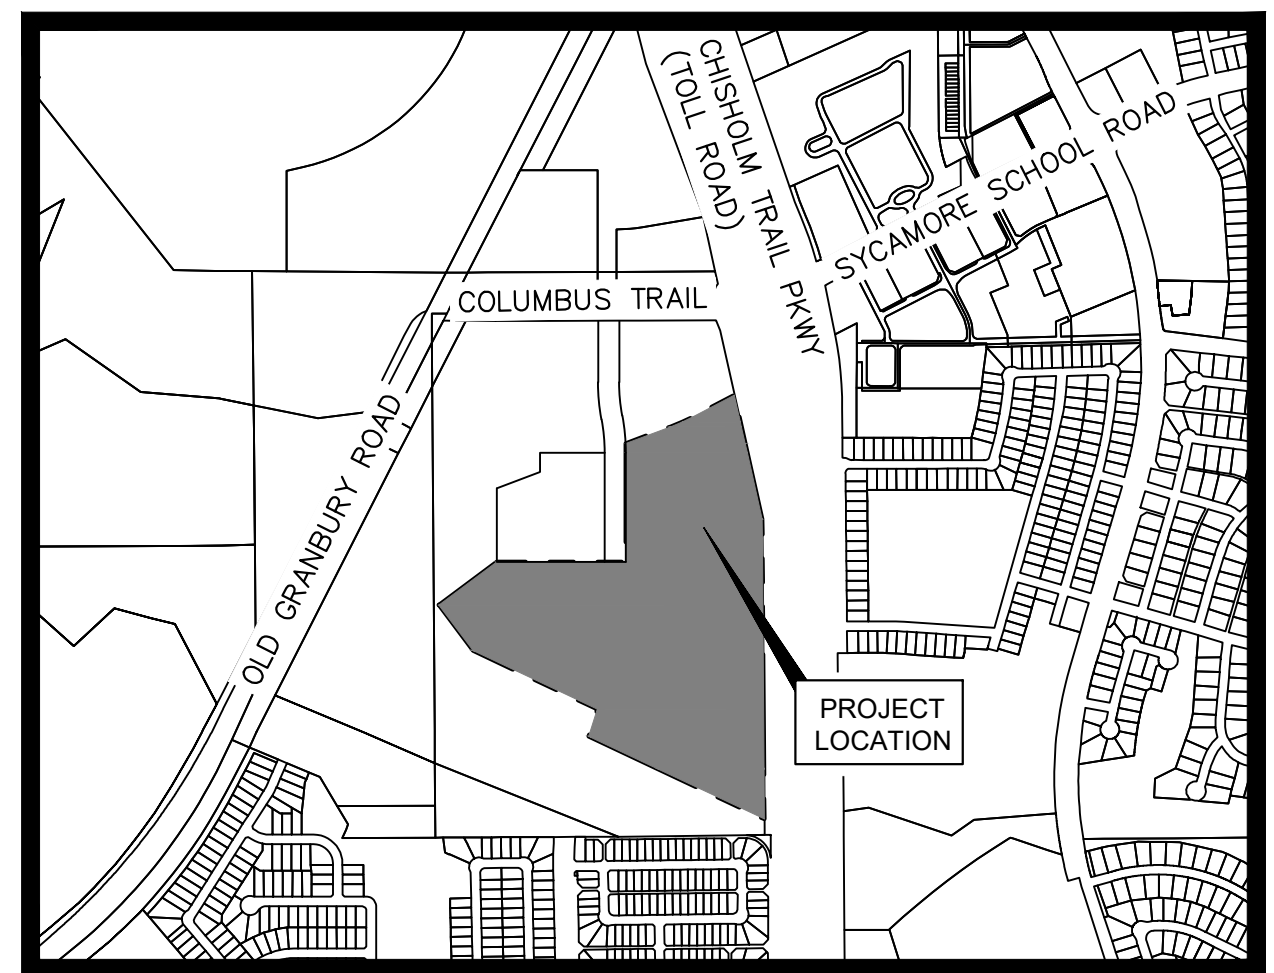 CHISHOLM TRAIL PKWY
(TOLL ROAD)
SYCAMORE SCHOOL ROAD
COLUMBUS TRAIL
OLD GRANBURY ROAD
PROJECT
LOCATION